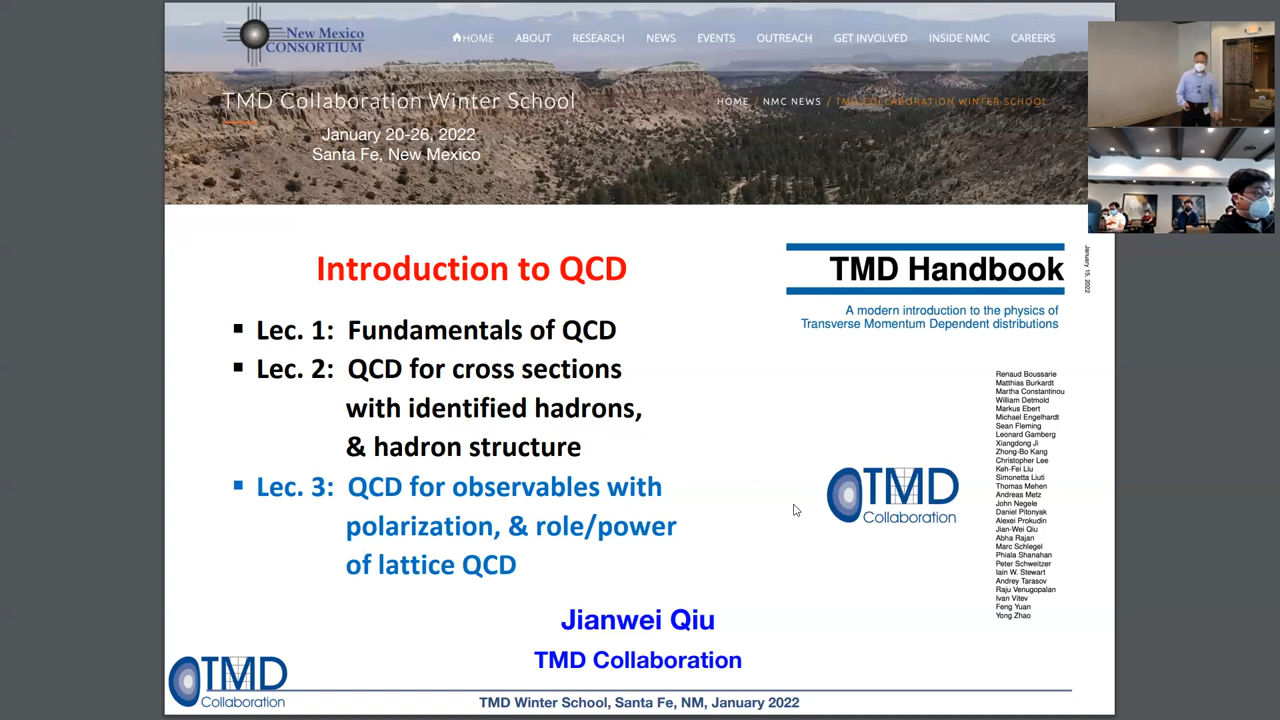 New Mexico
CONSORTIUM
HOME ABOUT RESEARCH NEWS EVENTS OUTREACH GET INVOLVED INSIDE NMC CAREERS
TMD Collaboration Winter School
HOME / NMC NEWS / TMD COLLABORATION WINTER SCHOOL
January 20-26, 2022
Santa Fe, New Mexico
Introduction to QCD
▪ Lec. 1: Fundamentals of QCD
▪ Lec. 2: QCD for cross sections
with identified hadrons,
& hadron structure
▪ Lec. 3: QCD for observables with
polarization, & role/power
of lattice QCD
TMD Handbook
January 15, 2022
A modern introduction to the physics of
Transverse Momentum Dependent distributions
Renaud Boussarie
Matthias Burkardt
Martha Constantinou
William Detmold
Markus Ebert
Michael Engelhardt
Sean Fleming
Leonard Gamberg
Xiangdong Ji
Zhong-Bo Kang
Christopher Lee
Keh-Fei Liu
Simonetta Liuti
Thomas Mehen
Andreas Metz
John Negele
Daniel Pitonyak
Alexei Prokudin
Jian-Wei Qiu
Abha Rajan
Marc Schlegel
Phiala Shanahan
Peter Schweitzer
Iain W. Stewart
Andrey Tarasov
Raju Venugopalan
Ivan Vitev
Feng Yuan
Yong Zhao
TMD
Collaboration
Jianwei Qiu
TMD Collaboration
TMD
Collaboration
TMD Winter School, Santa Fe, NM, January 2022